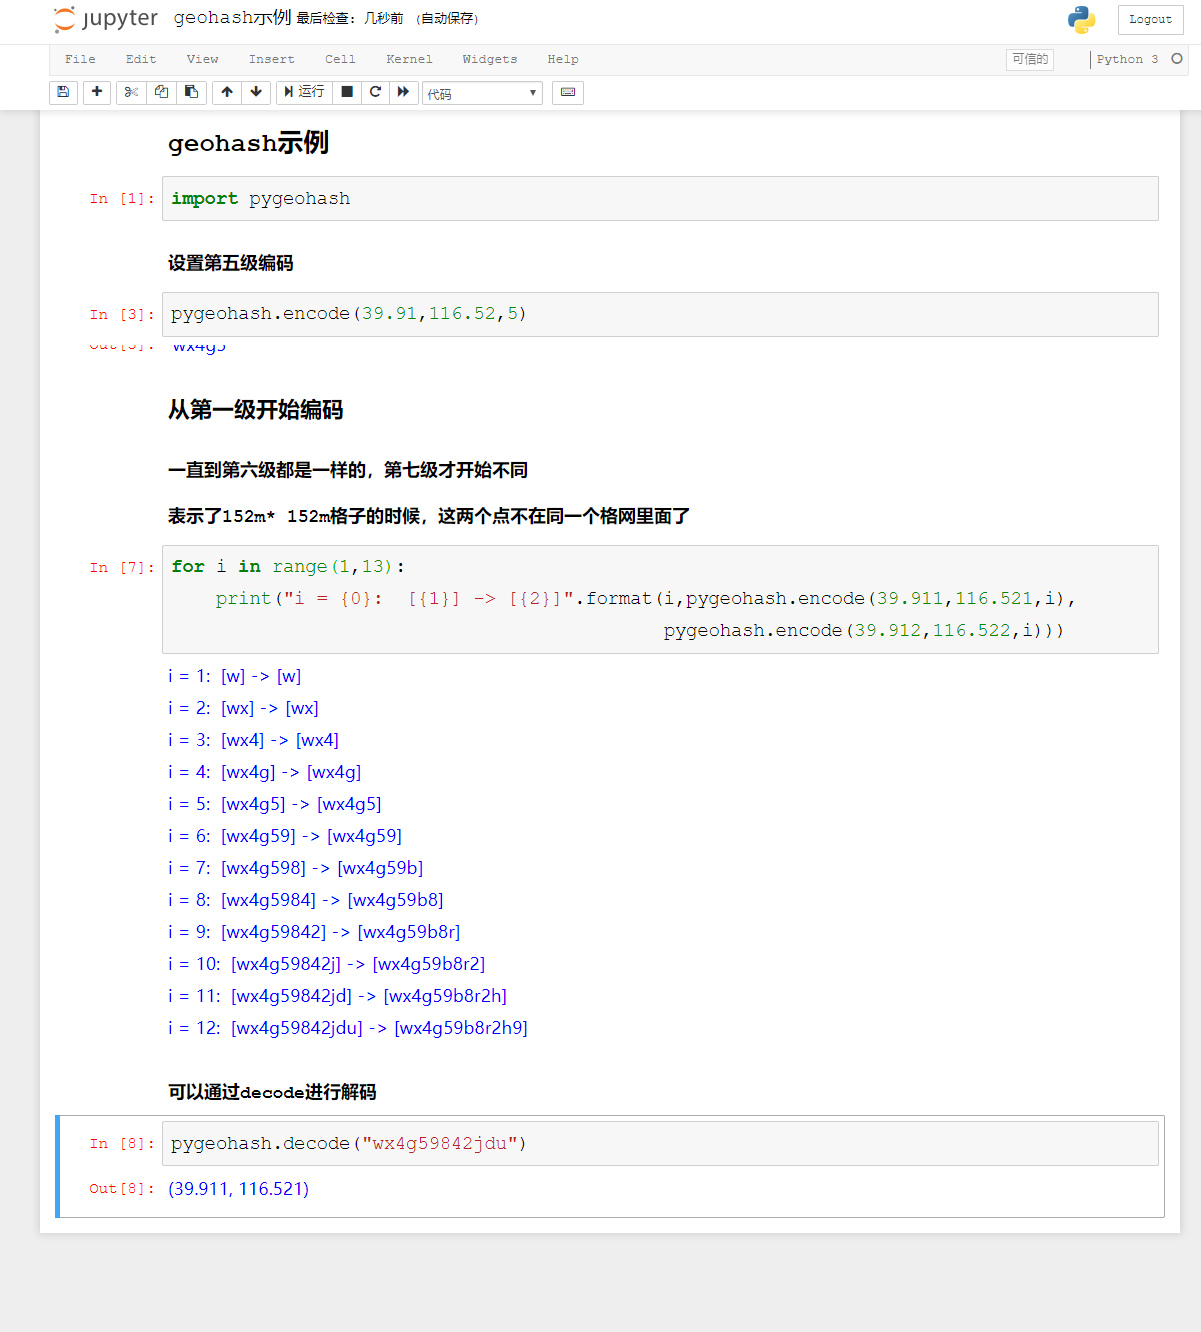 jupyter geohash示例 最后检查: 几秒前 (自动保存) Logout
File Edit View Insert Cell Kernel Widgets Help 可信的 Python 3
运行 代码
geohash示例
In [1]: import pygeohash
设置第五级编码
In [3]: pygeohash.encode(39.91,116.52,5)
wx4g5
从第一级开始编码
一直到第六级都是一样的，第七级才开始不同
表示了152m* 152m格子的时候，这两个点不在同一个格网里面了
In [7]: for i in range(1,13):
print("i = {0}:  [{1}] -> [{2}]".format(i,pygeohash.encode(39.911,116.521,i),
pygeohash.encode(39.912,116.522,i)))
i = 1:  [w] -> [w]
i = 2:  [wx] -> [wx]
i = 3:  [wx4] -> [wx4]
i = 4:  [wx4g] -> [wx4g]
i = 5:  [wx4g5] -> [wx4g5]
i = 6:  [wx4g59] -> [wx4g59]
i = 7:  [wx4g598] -> [wx4g59b]
i = 8:  [wx4g5984] -> [wx4g59b8]
i = 9:  [wx4g59842] -> [wx4g59b8r]
i = 10:  [wx4g59842j] -> [wx4g59b8r2]
i = 11:  [wx4g59842jd] -> [wx4g59b8r2h]
i = 12:  [wx4g59842jdu] -> [wx4g59b8r2h9]
可以通过decode进行解码
In [8]: pygeohash.decode("wx4g59842jdu")
Out[8]: (39.911, 116.521)